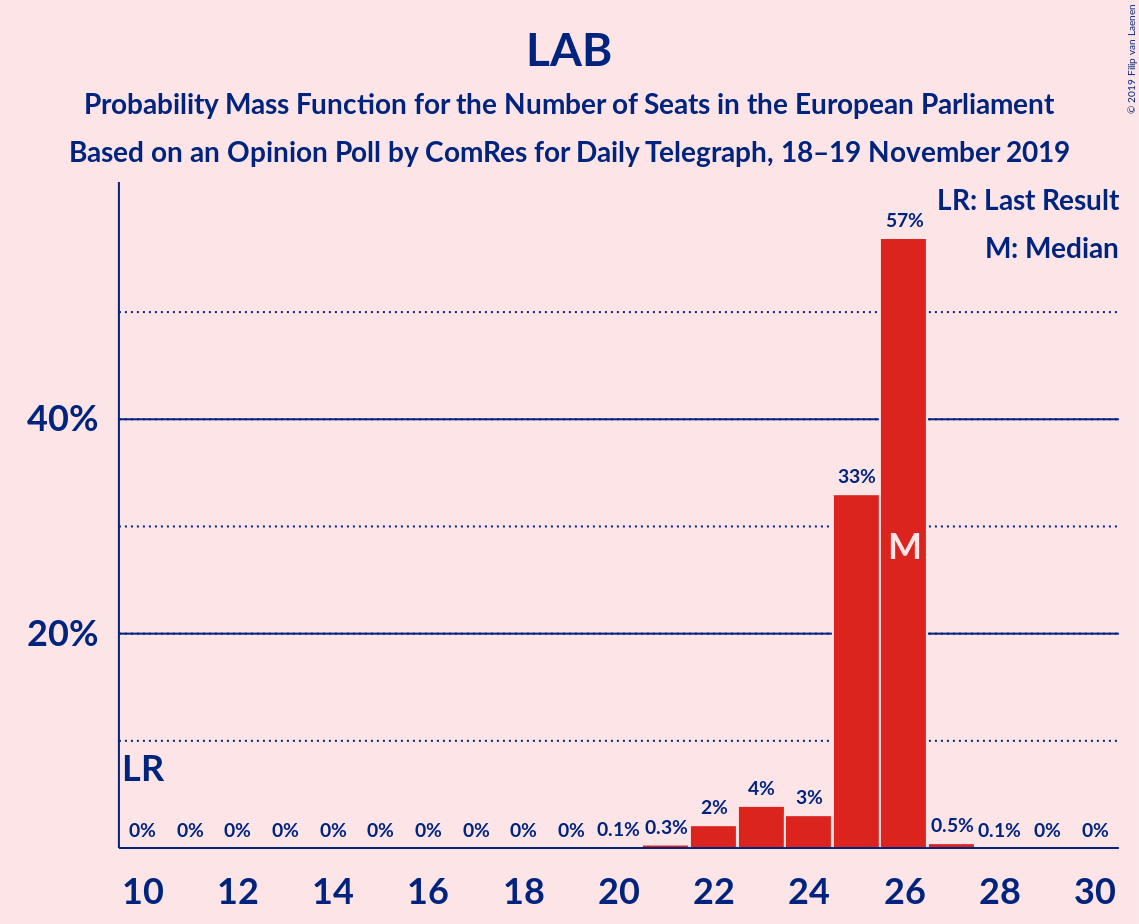 © 2019 Filip van Laenen
LAB
Probability Mass Function for the Number of Seats in the European Parliament
Based on an Opinion Poll by ComRes for Daily Telegraph, 18–19 November 2019
LR: Last Result
M: Median
57%
40%
33%
M
20%
LR
0% 0% 0% 0% 0% 0% 0% 0% 0% 0% 0.1% 0.3% 2% 4% 3% 0.5% 0.1% 0% 0%
10 12 14 16 18 20 22 24 26 28 30